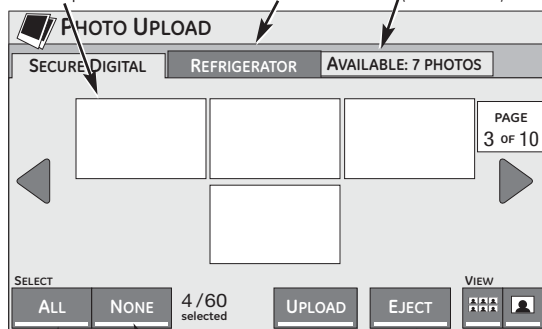 PHOTO UPLOAD
SECURE DIGITAL REFRIGERATOR AVAILABLE: 7 PHOTOS
PAGE
3 OF 10
SELECT
ALL NONE 4/60 selected UPLOAD EJECT
VIEW